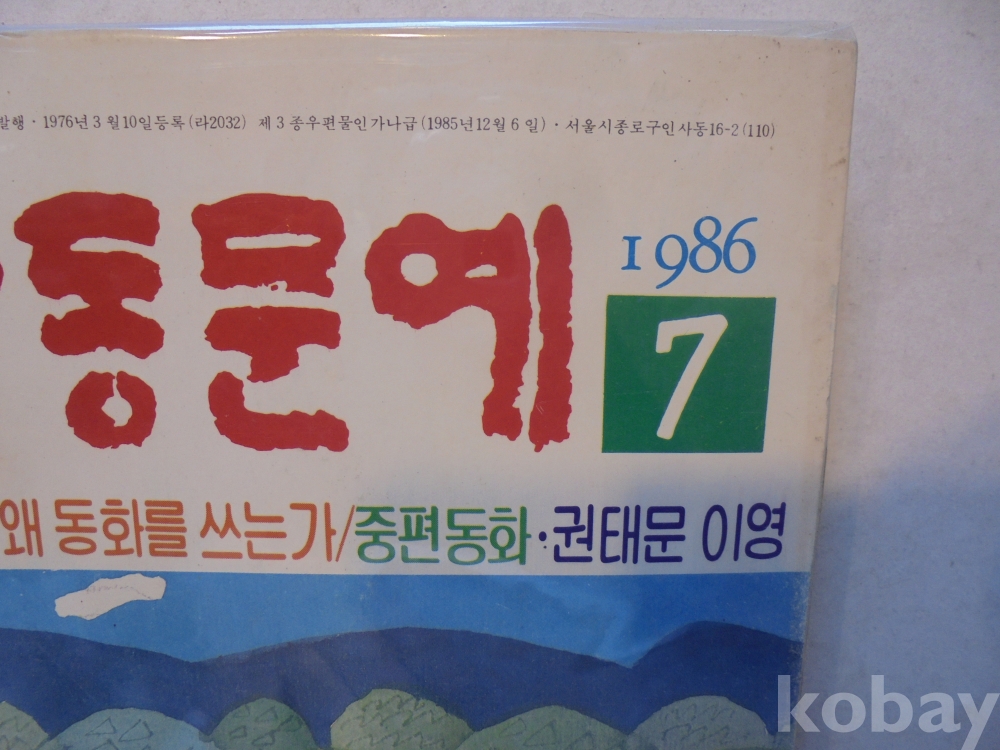 발행 · 1976년 3 월 10일등록(라2032) 제 3 종우편물인가나급(1985년12월 6 일) · 서울시종로구인사동16-2(110)
동문예
1986
7
왜 동화를 쓰는가/중편동화·권태문 이영
kobay